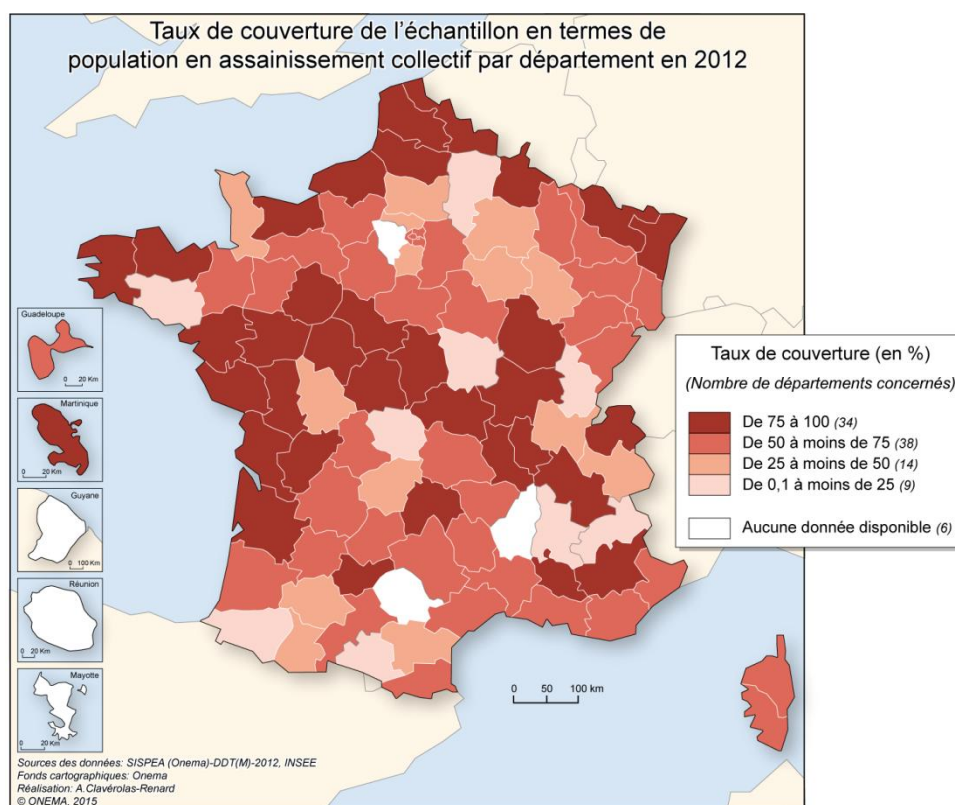 Taux de couverture de l'échantillon en termes de
population en assainissement collectif par département en 2012
Guadeloupe
0 20 Km
Martinique
0 20 Km
Guyane
0 100 Km
Réunion
0 20 Km
Mayotte
0 20 Km
Taux de couverture (en %)
(Nombre de départements concernés)
De 75 à 100 (34)
De 50 à moins de 75 (38)
De 25 à moins de 50 (14)
De 0,1 à moins de 25 (9)
Aucune donnée disponible (6)
0 50 100 km
Sources des données: SISPEA (Onema)-DDT(M)-2012, INSEE
Fonds cartographiques: Onema
Réalisation: A.Clavérolas-Renard
© ONEMA, 2015